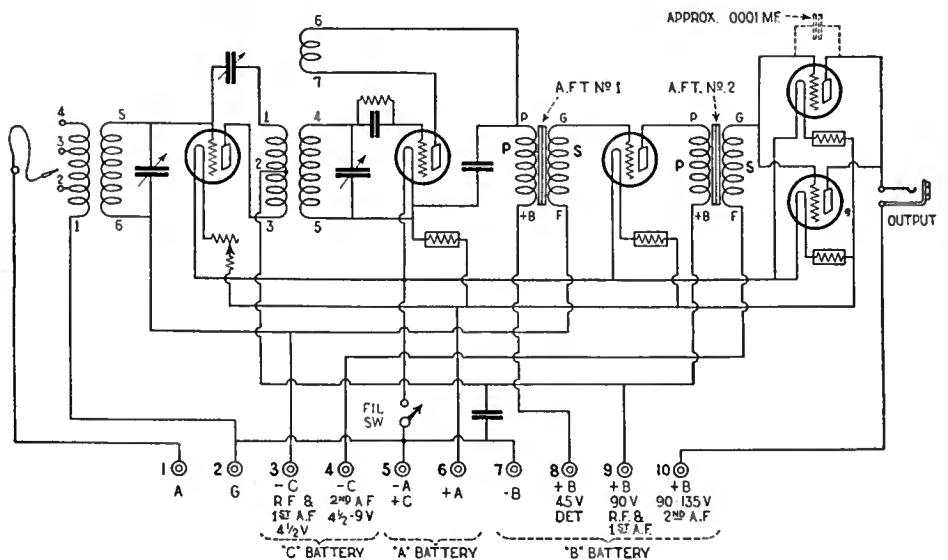 APPROX. .0001 MF.
6
7
A.F.T. Nº 1
A.F.T. Nº 2
4
3
2
1
S
6
1
2
3
4
5
P
G
P
S
+B
F
P
G
P
S
+B
F
9
OUTPUT
FIL
SW
1
A
2
G
3
-C
R.F. &
1ST A.F
4½V
4
-C
2ND A.F
4½-9V
5
-A
+C
6
+A
7
-B
8
+B
45V
DET
9
+B
90V
R.F. &
1ST A.F
10
+B
90-135V
2ND A.F
"C" BATTERY
"A" BATTERY
"B" BATTERY